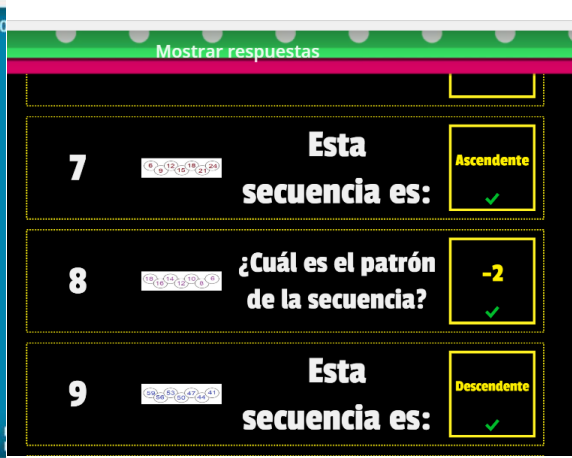 Mostrar respuestas
7
6 12 18 24
9 15 21
Esta
secuencia es:
Ascendente
8
14 10 6
16 12 8
¿Cuál es el patrón
de la secuencia?
-2
9
59 53 47 41
56 50 44
Esta
secuencia es:
Descendente